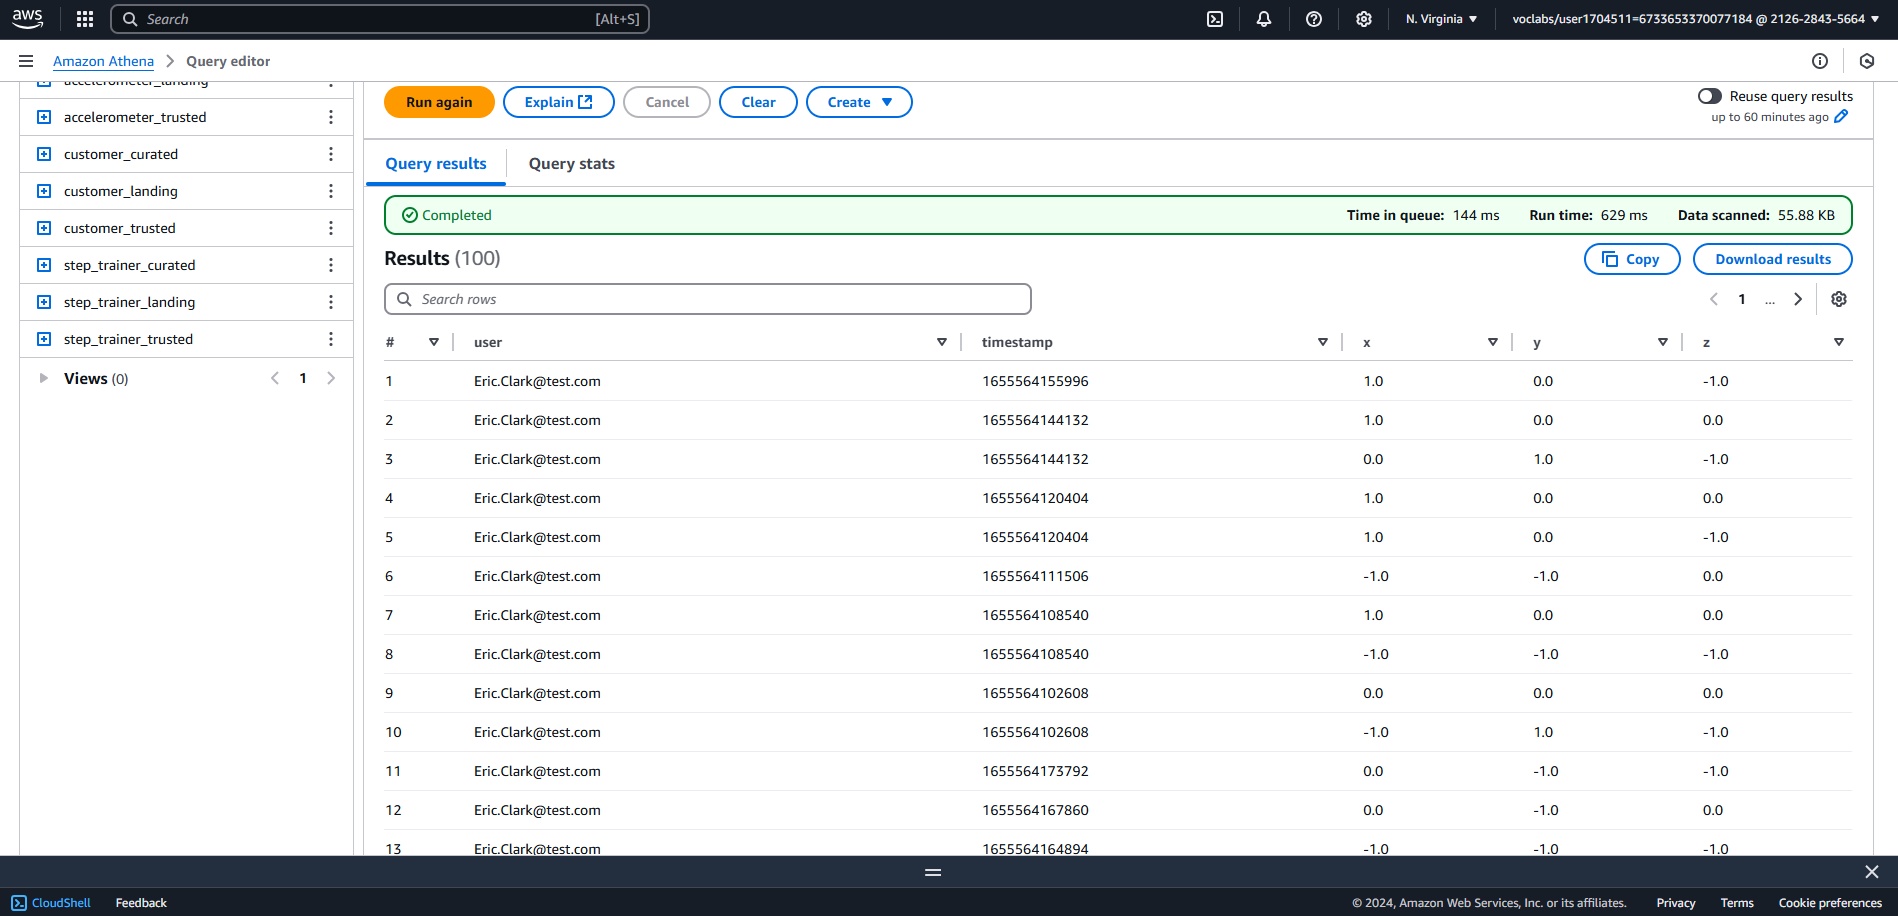 aws
Search
[Alt+S]
N. Virginia
voclabs/user1704511=6733653370077184 @ 2126-2843-5664
Amazon Athena
Query editor
accelerometer_landing
accelerometer_trusted
customer_curated
customer_landing
customer_trusted
step_trainer_curated
step_trainer_landing
step_trainer_trusted
Views (0)
1
Run again
Explain
Cancel
Clear
Create
Reuse query results
up to 60 minutes ago
Query results
Query stats
Completed
Time in queue: 144 ms
Run time: 629 ms
Data scanned: 55.88 KB
Results (100)
Copy
Download results
Search rows
1
...
# user timestamp x y z
1 Eric.Clark@test.com 1655564155996 1.0 0.0 -1.0
2 Eric.Clark@test.com 1655564144132 1.0 0.0 0.0
3 Eric.Clark@test.com 1655564144132 0.0 1.0 -1.0
4 Eric.Clark@test.com 1655564120404 1.0 0.0 0.0
5 Eric.Clark@test.com 1655564120404 1.0 0.0 -1.0
6 Eric.Clark@test.com 1655564111506 -1.0 -1.0 0.0
7 Eric.Clark@test.com 1655564108540 1.0 0.0 0.0
8 Eric.Clark@test.com 1655564108540 -1.0 -1.0 -1.0
9 Eric.Clark@test.com 1655564102608 0.0 0.0 0.0
10 Eric.Clark@test.com 1655564102608 -1.0 1.0 -1.0
11 Eric.Clark@test.com 1655564173792 0.0 -1.0 -1.0
12 Eric.Clark@test.com 1655564167860 0.0 -1.0 0.0
13 Eric.Clark@test.com 1655564164894 -1.0 -1.0 -1.0
CloudShell
Feedback
© 2024, Amazon Web Services, Inc. or its affiliates.
Privacy
Terms
Cookie preferences